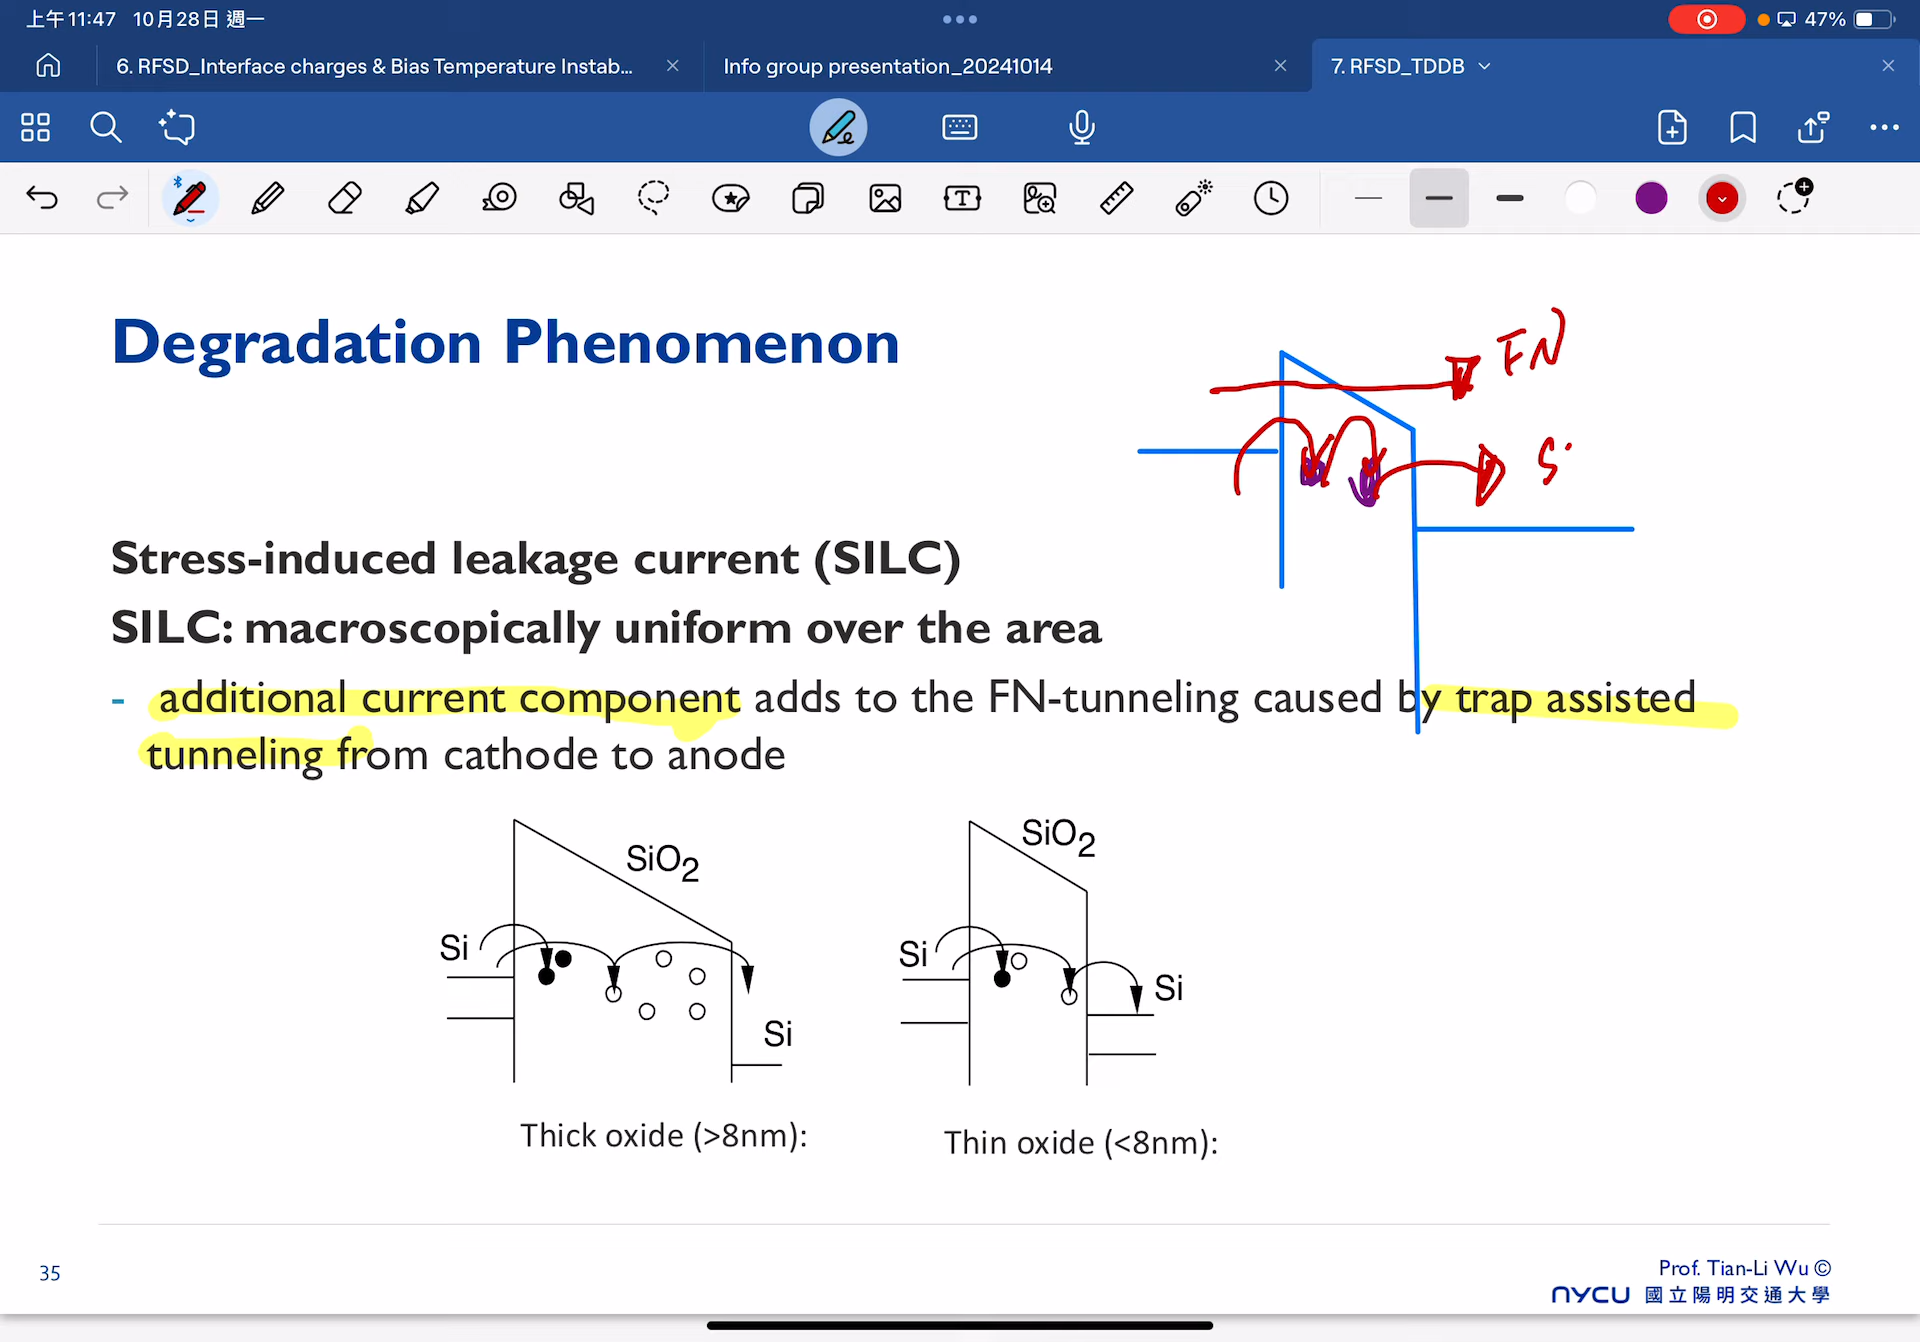 上午11:47 10月28日 週一
47%
6. RFSD_Interface charges & Bias Temperature Instab...
Info group presentation_20241014
7. RFSD_TDDB
Degradation Phenomenon
FN
S
Stress-induced leakage current (SILC)
SILC: macroscopically uniform over the area
- additional current component adds to the FN-tunneling caused by trap assisted
tunneling from cathode to anode
SiO2
Si
Si
Thick oxide (>8nm):
SiO2
Si
Si
Thin oxide (<8nm):
35
Prof. Tian-Li Wu ©
NYCU 國立陽明交通大學